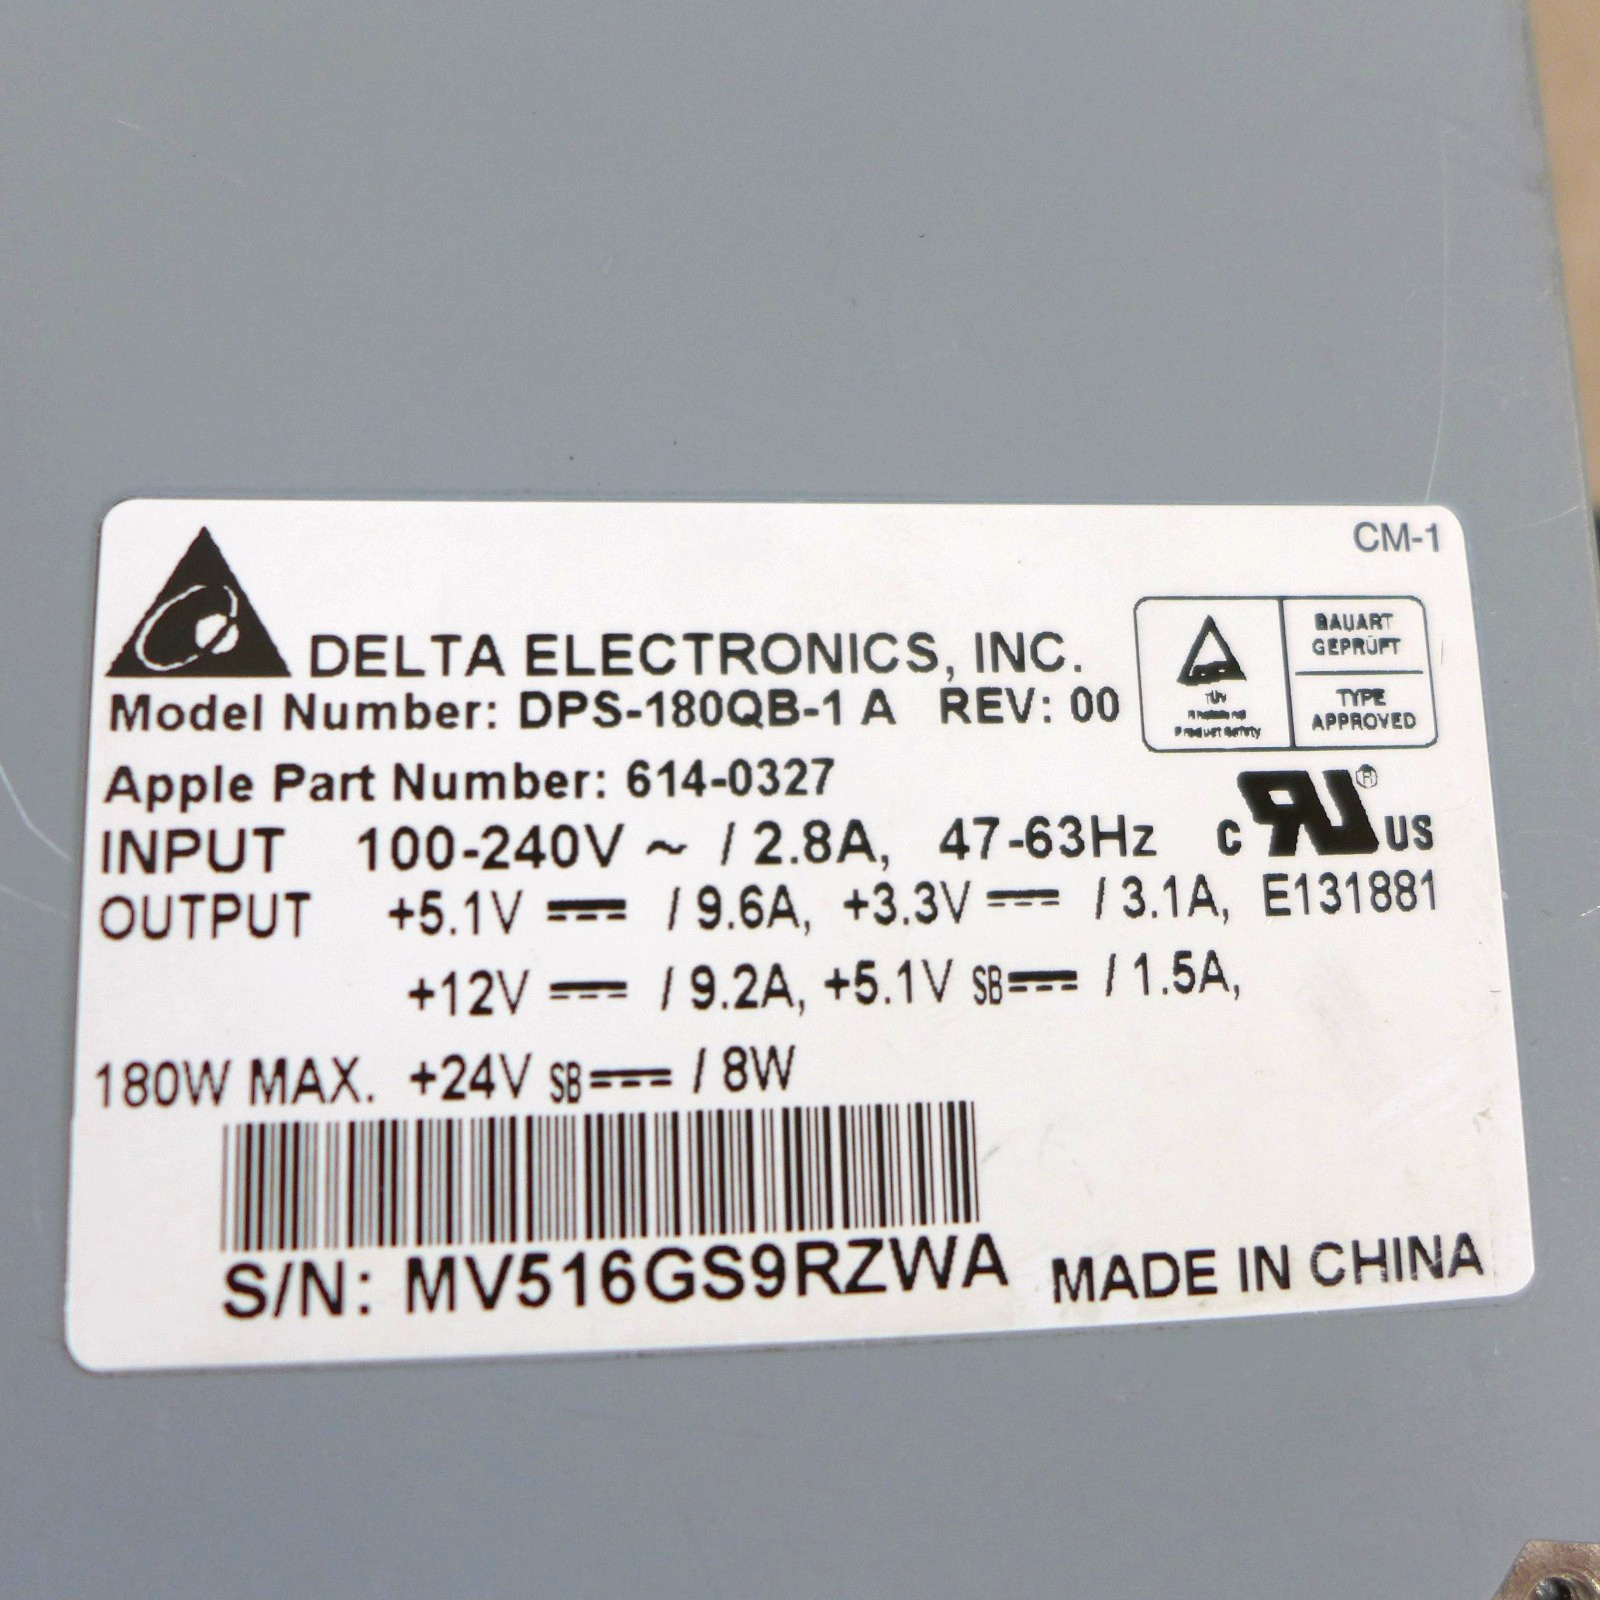 CM-1
DELTA ELECTRONICS, INC.
BAUART
GEPRÜFT
TYPE
APPROVED
TÜV
Product Safety
Model Number: DPS-180QB-1 A REV: 00
Apple Part Number: 614-0327
INPUT 100-240V ~ / 2.8A, 47-63Hz
c RU ® US
OUTPUT +5.1V ⎓ / 9.6A, +3.3V ⎓ / 3.1A, E131881
+12V ⎓ / 9.2A, +5.1V SB⎓ / 1.5A,
180W MAX. +24V SB⎓ / 8W
S/N: MV516GS9RZWA
MADE IN CHINA